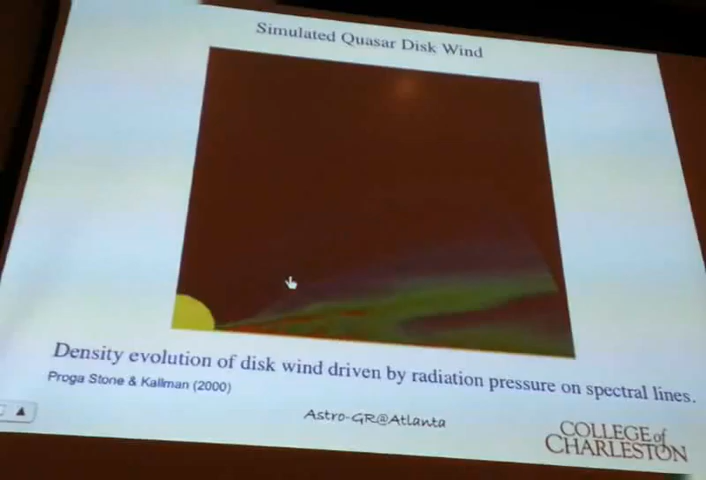 Simulated Quasar Disk Wind
Density evolution of disk wind driven by radiation pressure on spectral lines.
Proga Stone & Kallman (2000)
Astro-GR@Atlanta
COLLEGE of
CHARLESTON